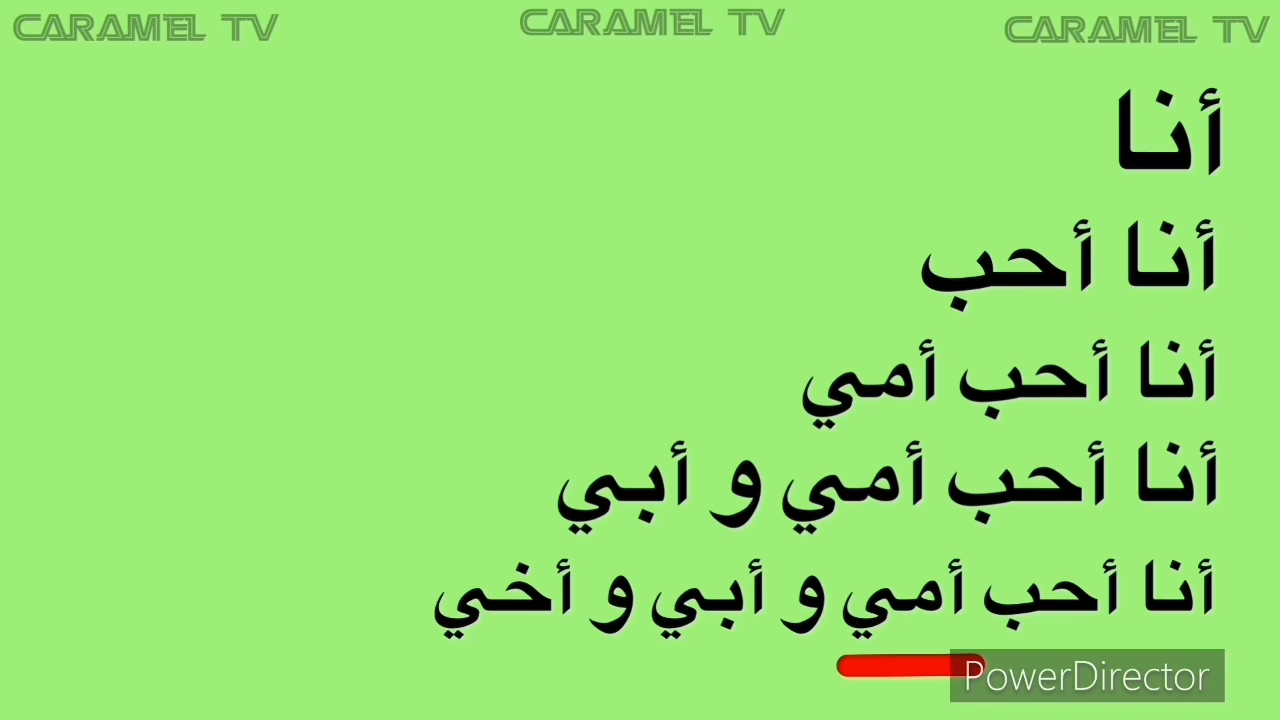 CARAMEL TV CARAMEL TV CARAMEL TV
أنا
أنا أحب
أنا أحب أمي
أنا أحب أمي و أبي
أنا أحب أمي و أبي و أخي
PowerDirector